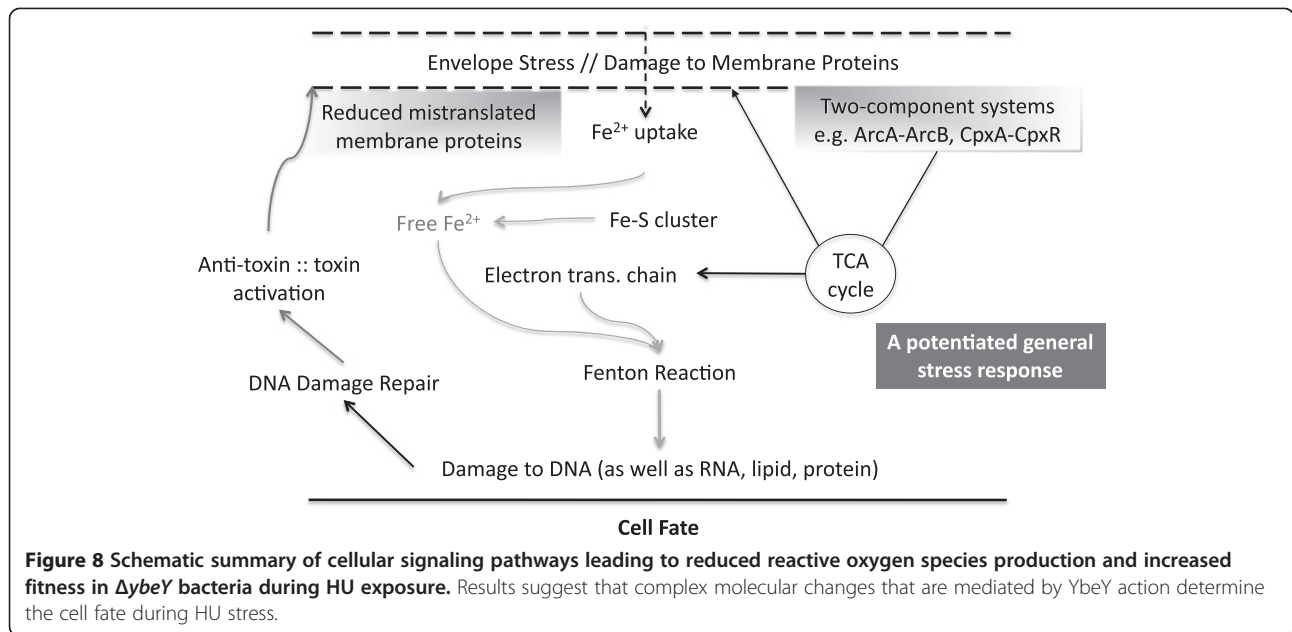 Envelope Stress // Damage to Membrane Proteins
Reduced mistranslated
membrane proteins
Fe²⁺ uptake
Two-component systems
e.g. ArcA-ArcB, CpxA-CpxR
Free Fe²⁺
Fe-S cluster
Anti-toxin :: toxin
activation
Electron trans. chain
TCA
cycle
A potentiated general
stress response
Fenton Reaction
DNA Damage Repair
Damage to DNA (as well as RNA, lipid, protein)
Cell Fate
Figure 8 Schematic summary of cellular signaling pathways leading to reduced reactive oxygen species production and increased
fitness in ΔybeY bacteria during HU exposure. Results suggest that complex molecular changes that are mediated by YbeY action determine
the cell fate during HU stress.